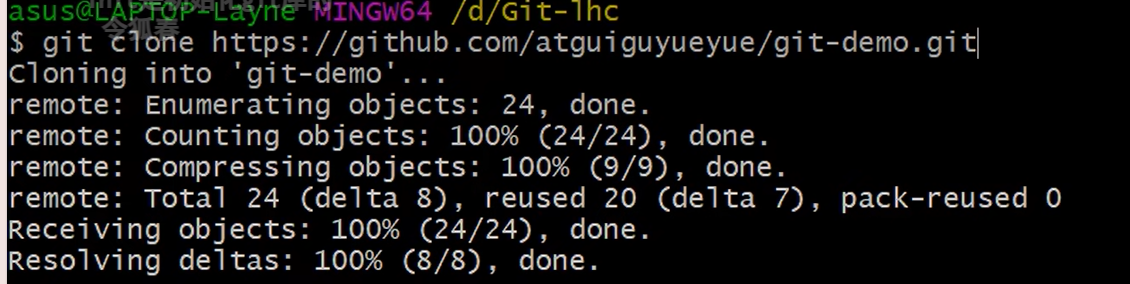 asus@LAPTOP-Layne MINGW64 /d/Git-lhc
令狐春
$ git clone https://github.com/atguiguyueyue/git-demo.git
Cloning into 'git-demo'...
remote: Enumerating objects: 24, done.
remote: Counting objects: 100% (24/24), done.
remote: Compressing objects: 100% (9/9), done.
remote: Total 24 (delta 8), reused 20 (delta 7), pack-reused 0
Receiving objects: 100% (24/24), done.
Resolving deltas: 100% (8/8), done.